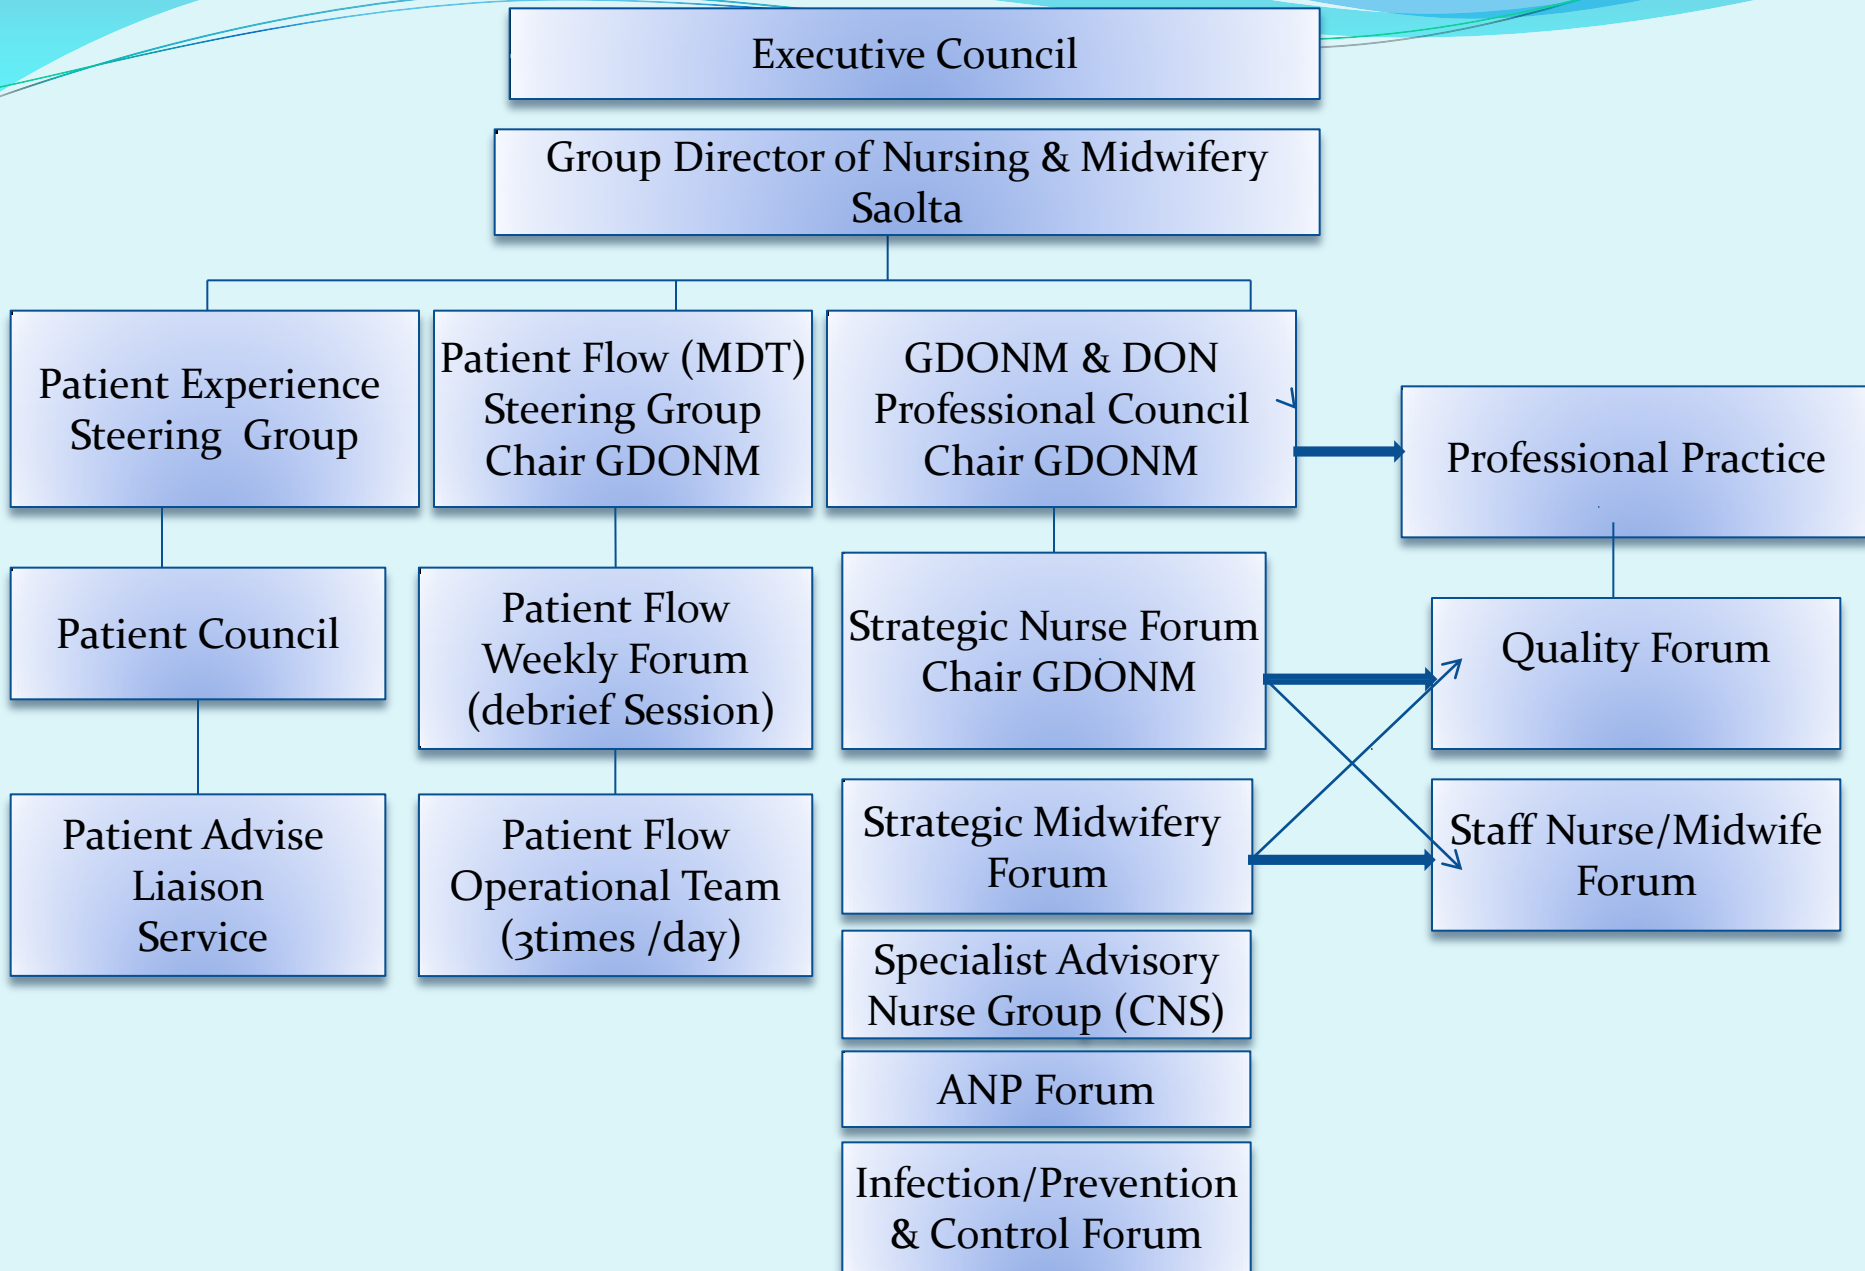 Executive Council
Group Director of Nursing & Midwifery
Saolta
Patient Experience
Steering Group
Patient Flow (MDT)
Steering Group
Chair GDONM
GDONM & DON
Professional Council
Chair GDONM
Professional Practice
Patient Council
Patient Flow
Weekly Forum
(debrief Session)
Strategic Nurse Forum
Chair GDONM
Quality Forum
Patient Advise
Liaison
Service
Patient Flow
Operational Team
(3times /day)
Strategic Midwifery
Forum
Staff Nurse/Midwife
Forum
Specialist Advisory
Nurse Group (CNS)
ANP Forum
Infection/Prevention
& Control Forum